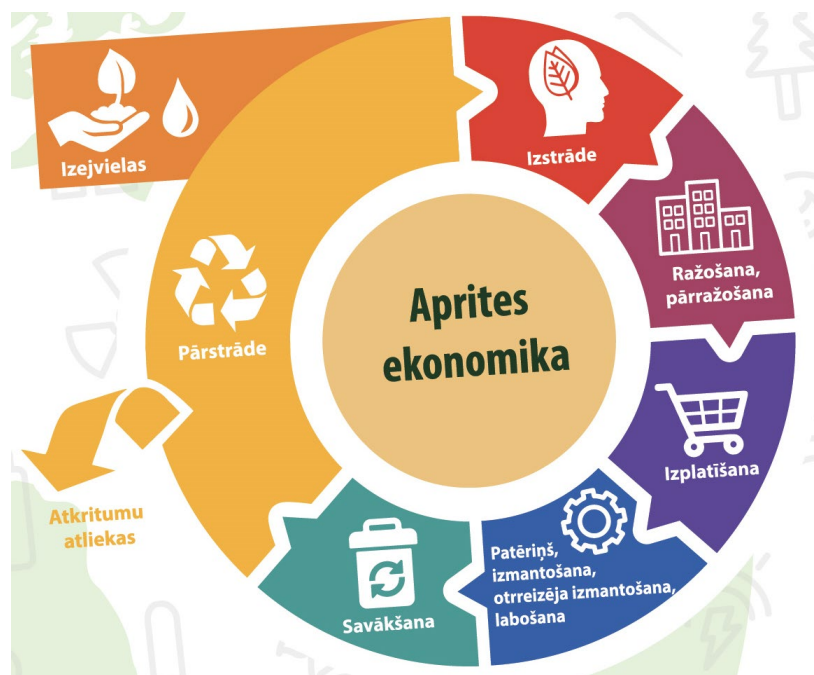 Izejvielas
Izstrāde
Ražošana,
pārražošana
Izplatīšana
Patēriņš,
izmantošana,
otrreizēja izmantošana,
labošana
Savākšana
Pārstrāde
Atkritumu
atliekas
Aprites
ekonomika